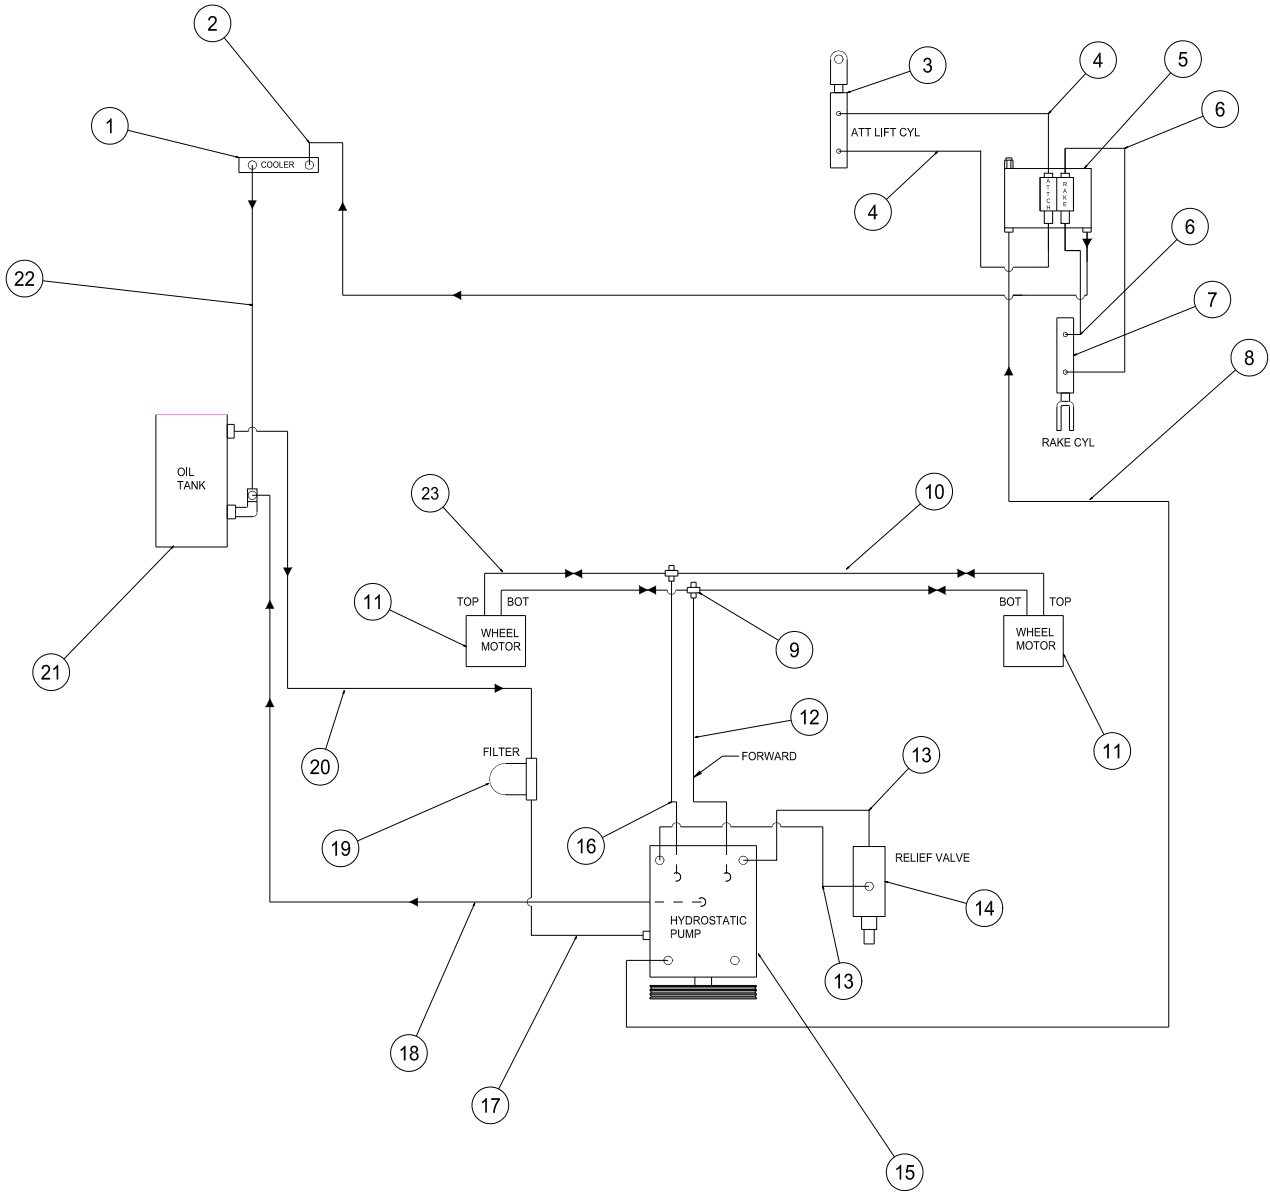 2
3
4
5
1
6
ATT LIFT CYL
COOLER
ATTCH
RAKE
4
6
22
7
8
RAKE CYL
OIL
TANK
23
10
TOP
BOT
BOT
TOP
11
WHEEL
MOTOR
WHEEL
MOTOR
9
21
12
FILTER
FORWARD
13
11
20
16
19
RELIEF VALVE
14
HYDROSTATIC
PUMP
13
18
17
15